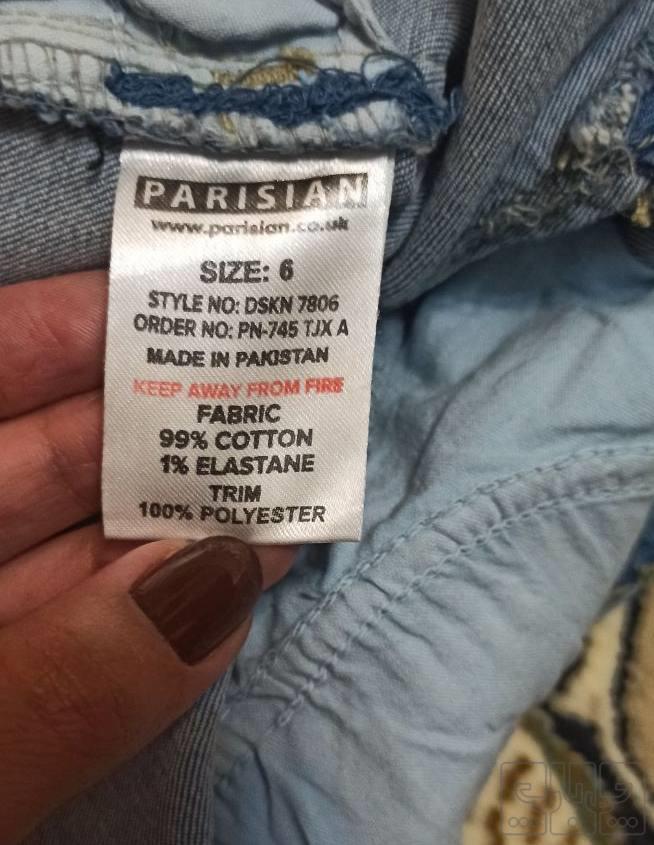 PARISIAN
www.parisian.co.uk
SIZE: 6
STYLE NO: DSKN 7806
ORDER NO: PN-745 TJX A
MADE IN PAKISTAN
KEEP AWAY FROM FIRE
FABRIC
99% COTTON
1% ELASTANE
TRIM
100% POLYESTER